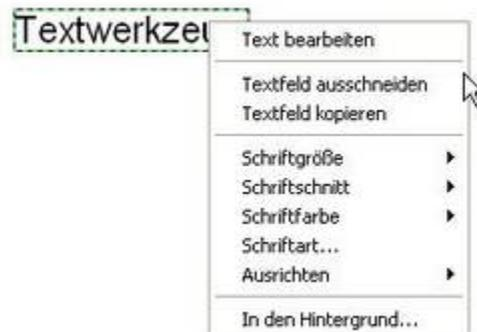 Textwerkzeu
Text bearbeiten
Textfeld ausschneiden
Textfeld kopieren
Schriftgröße
Schriftschnitt
Schriftfarbe
Schriftart...
Ausrichten
In den Hintergrund...